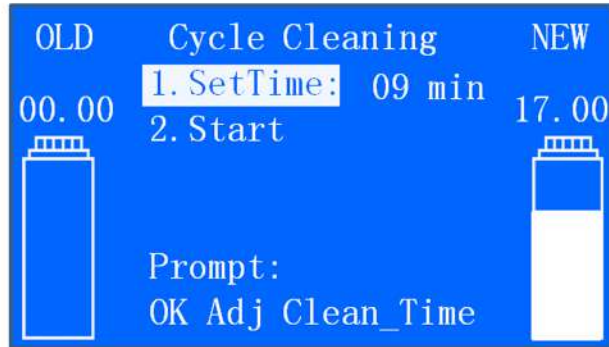 OLD Cycle Cleaning NEW
1.SetTime: 09 min
00.00 17.00
2.Start
Prompt:
OK Adj Clean_Time